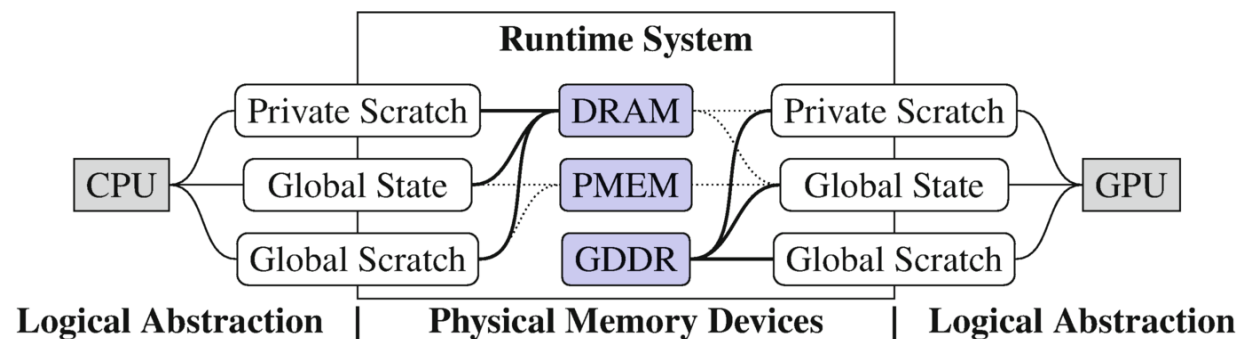 Runtime System
Private Scratch DRAM Private Scratch
CPU Global State PMEM Global State GPU
Global Scratch GDDR Global Scratch
Logical Abstraction Physical Memory Devices Logical Abstraction